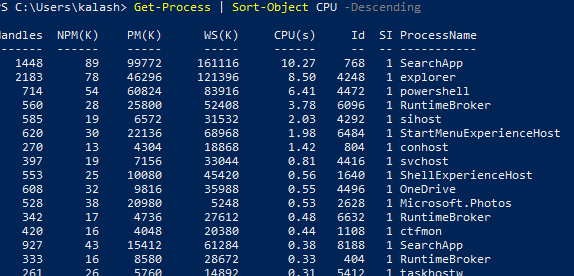 PS C:\Users\kalash> Get-Process | Sort-Object CPU -Descending
Handles NPM(K) PM(K) WS(K) CPU(s) Id SI ProcessName
------- ------ ----- ----- ------ -- -- -----------
1448 89 99772 161116 10.27 768 1 SearchApp
2183 78 46296 121396 8.50 4248 1 explorer
714 54 60824 83916 6.41 4472 1 powershell
560 28 25800 52408 3.78 6096 1 RuntimeBroker
585 19 6572 31532 2.03 4292 1 sihost
620 30 22136 68968 1.98 6484 1 StartMenuExperienceHost
270 13 4304 18868 1.42 804 1 conhost
397 19 7156 33044 0.81 4416 1 svchost
553 25 10080 45420 0.56 1640 1 ShellExperienceHost
608 32 9816 35988 0.55 4496 1 OneDrive
528 38 20980 5248 0.53 2628 1 Microsoft.Photos
342 17 4736 27612 0.48 6632 1 RuntimeBroker
420 16 4048 20380 0.44 1108 1 ctfmon
927 43 15412 61284 0.38 8188 1 SearchApp
333 16 8580 28672 0.33 404 1 RuntimeBroker
261 26 5760 14892 0.31 5412 1 taskhostw